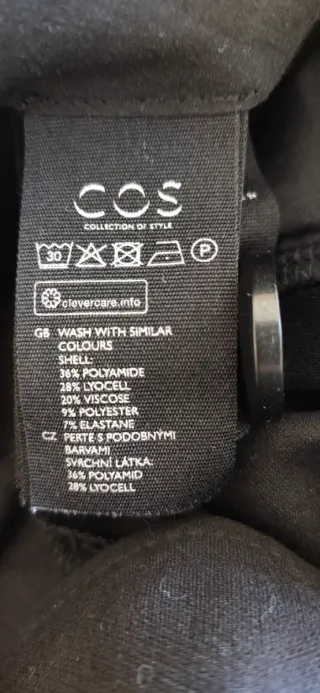 COS
COLLECTION OF STYLE
30 P
clevercare.info
GB WASH WITH SIMILAR
COLOURS
SHELL:
36% POLYAMIDE
28% LYOCELL
20% VISCOSE
9% POLYESTER
7% ELASTANE
CZ PERTE S PODOBNÝMI
BARVAMI
SVRCHNÍ LÁTKA:
36% POLYAMID
28% LYOCELL